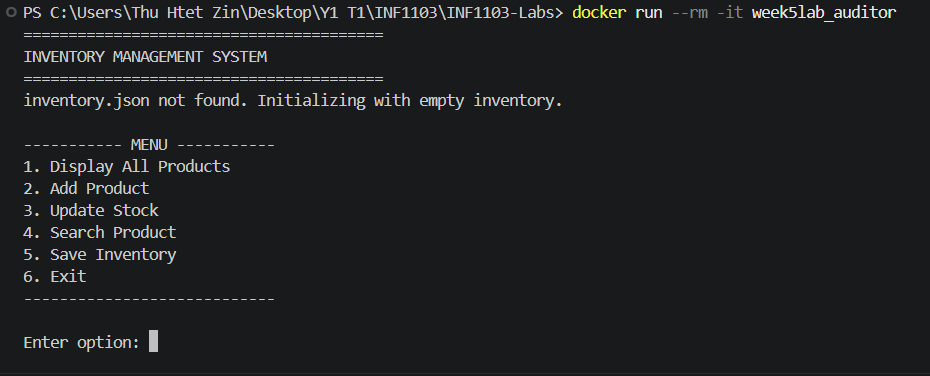 PS C:\Users\Thu Htet Zin\Desktop\Y1 T1\INF1103\INF1103-Labs> docker run --rm -it week5lab_auditor
========================================
INVENTORY MANAGEMENT SYSTEM
========================================
inventory.json not found. Initializing with empty inventory.
----------- MENU -----------
1. Display All Products
2. Add Product
3. Update Stock
4. Search Product
5. Save Inventory
6. Exit
----------------------------
Enter option: